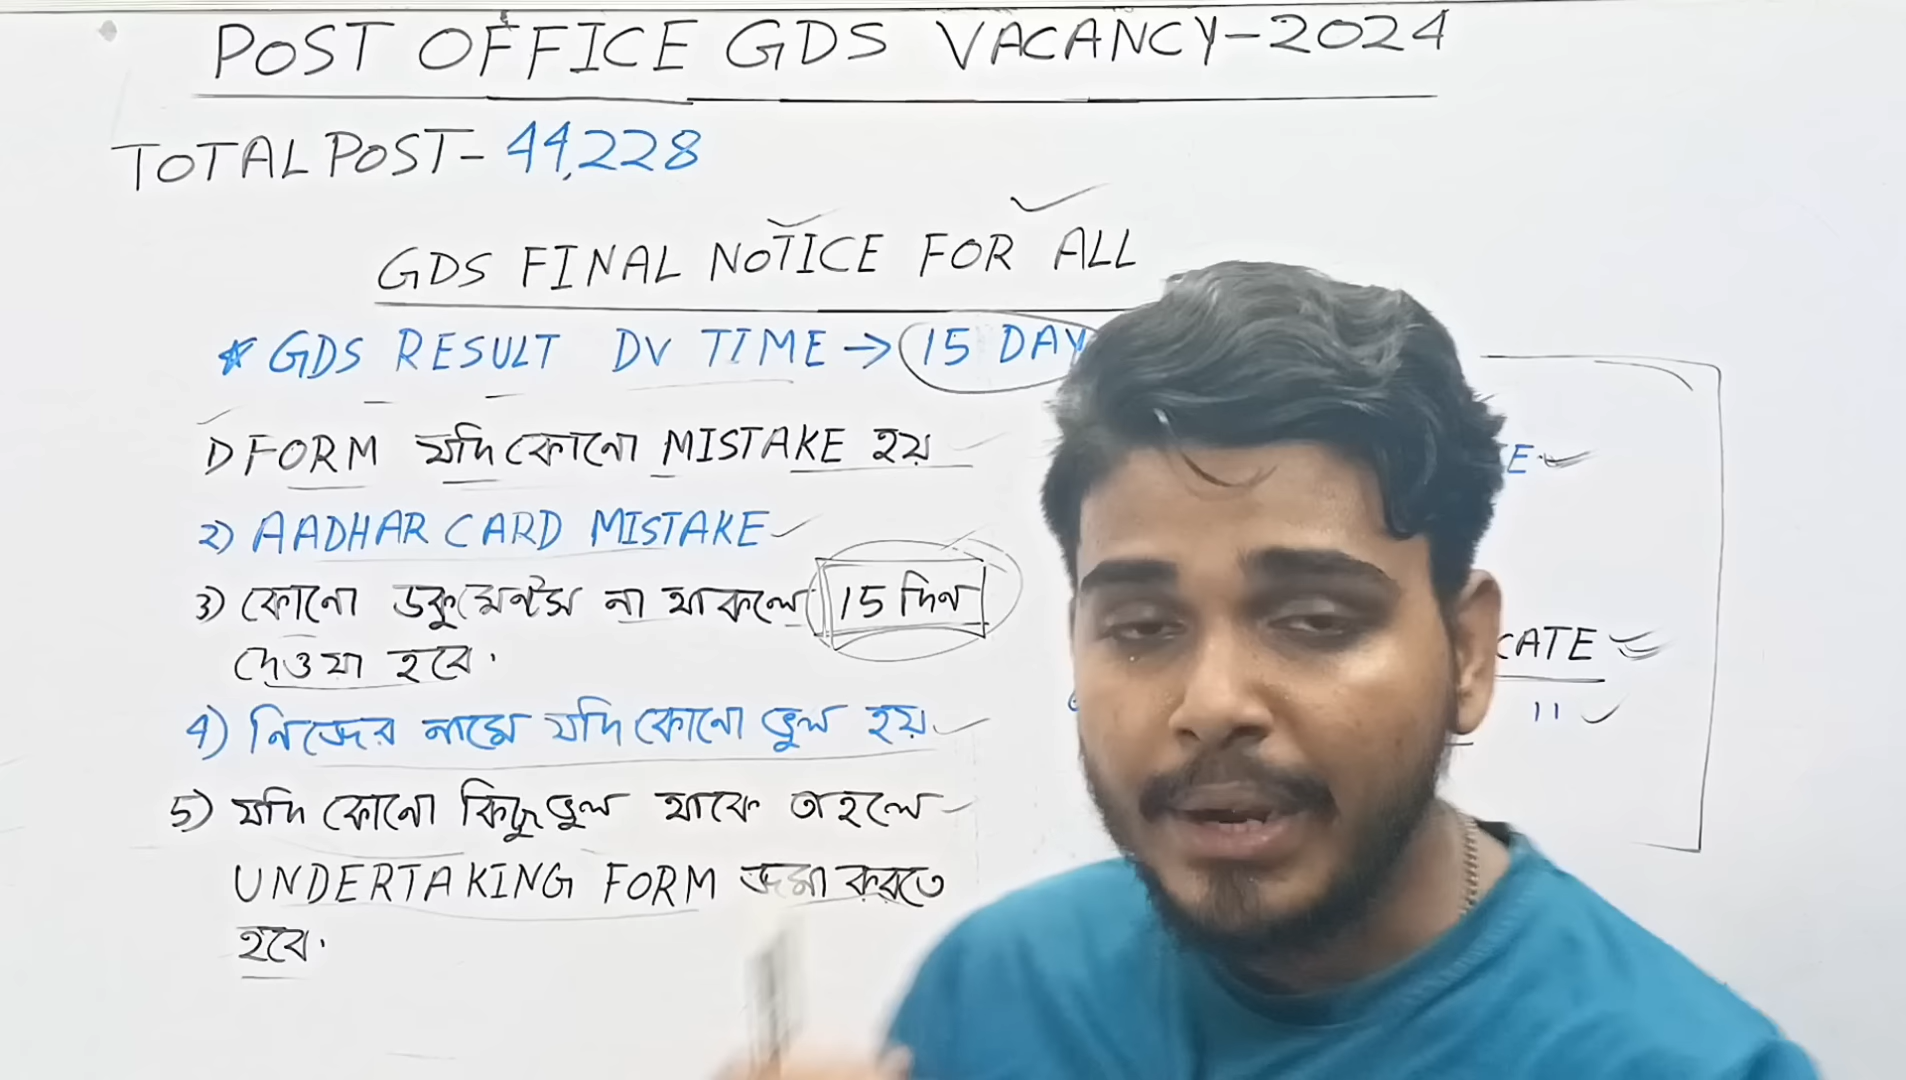 POST OFFICE GDS VACANCY-2024
TOTAL POST- 44,228
GDS FINAL NOTICE FOR ALL
* GDS RESULT DV TIME → 15 DAY
D FORM যদি কোনো MISTAKE হয়
2) AADHAR CARD MISTAKE
3) কোনো ডকুমেন্টস না থাকলে 15 দিন
দেওয়া হবে.
4) নিজের নামে যদি কোনো ভুল হয়
5) যদি কোনো কিছু ভুল থাকে তাহলে
UNDERTAKING FORM জমা করতে
হবে.
E
CATE
11